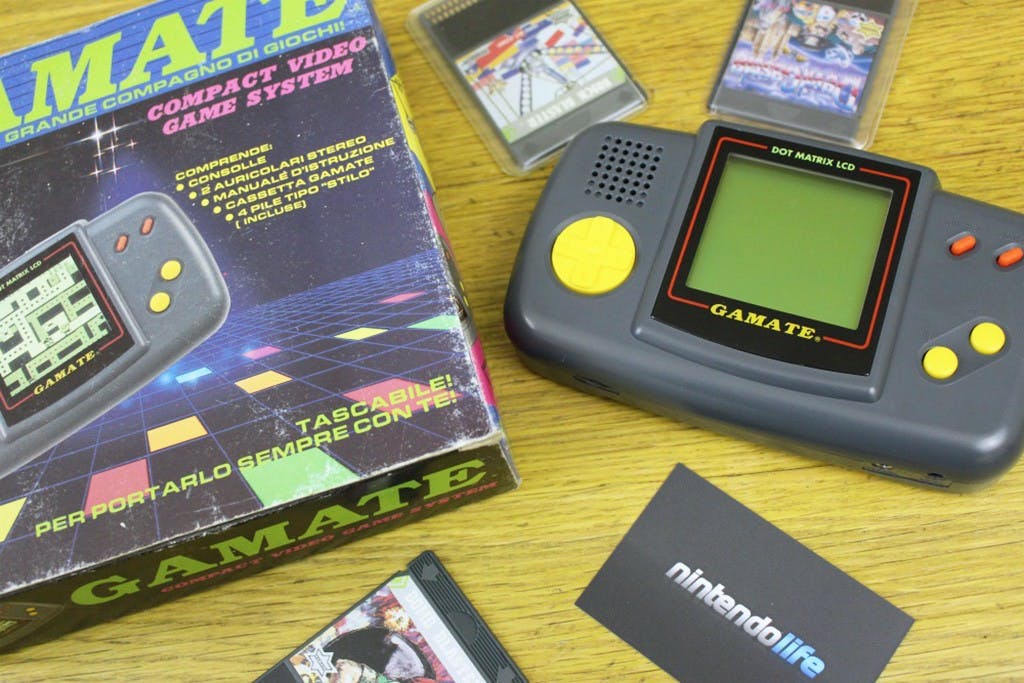 AMATE
GRANDE COMPAGNO DI GIOCHI!
COMPACT VIDEO
GAME SYSTEM
COMPRENDE:
• CONSOLLE
• 2 AURICOLARI STEREO
• MANUALE D'ISTRUZIONE
• CASSETTA GAMATE
• 4 PILE TIPO "STILO"
( INCLUSE)
DOT MATRIX LCD
GAMATE
TASCABILE!
PER PORTARLO SEMPRE CON TE!
GAMATE
COMPACT VIDEO GAME SYSTEM
DOT MATRIX LCD
GAMATE
nintendolife